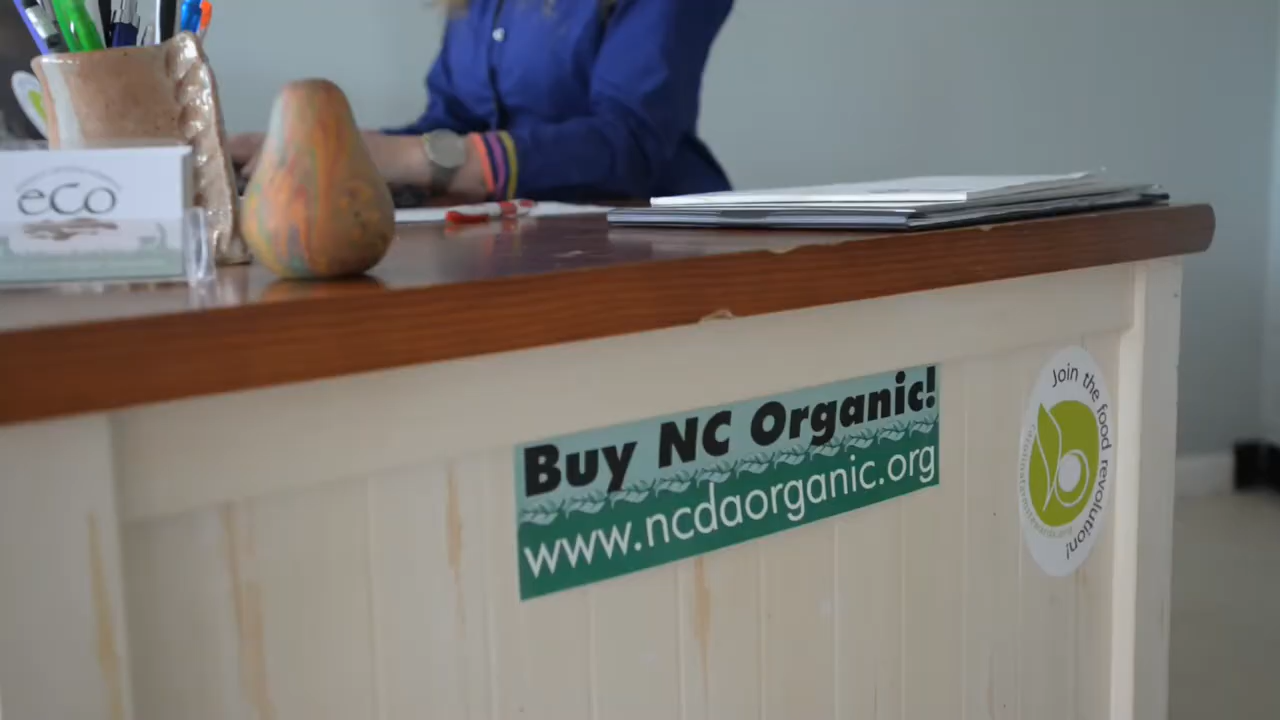 eco
Buy NC Organic!
www.ncdaorganic.org
Join the food revolution!